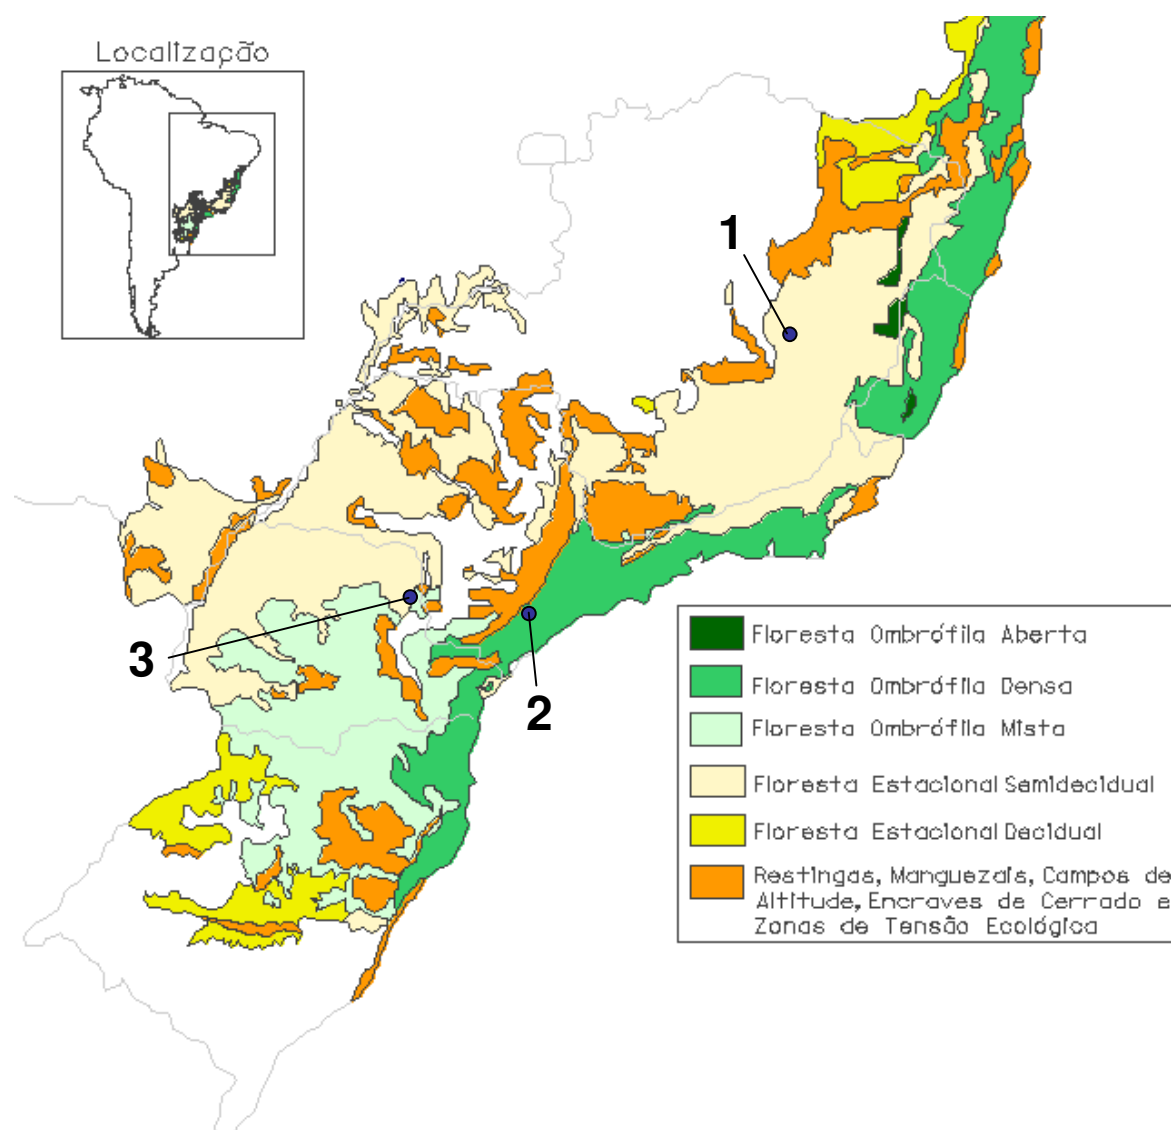 Localização
1
3
2
Floresta Ombrófila Aberta
Floresta Ombrófila Densa
Floresta Ombrófila Mista
Floresta Estacional Semidecidual
Floresta Estacional Decidual
Restingas, Manguezais, Campos de
Altitude, Encraves de Cerrado e
Zonas de Tensão Ecológica